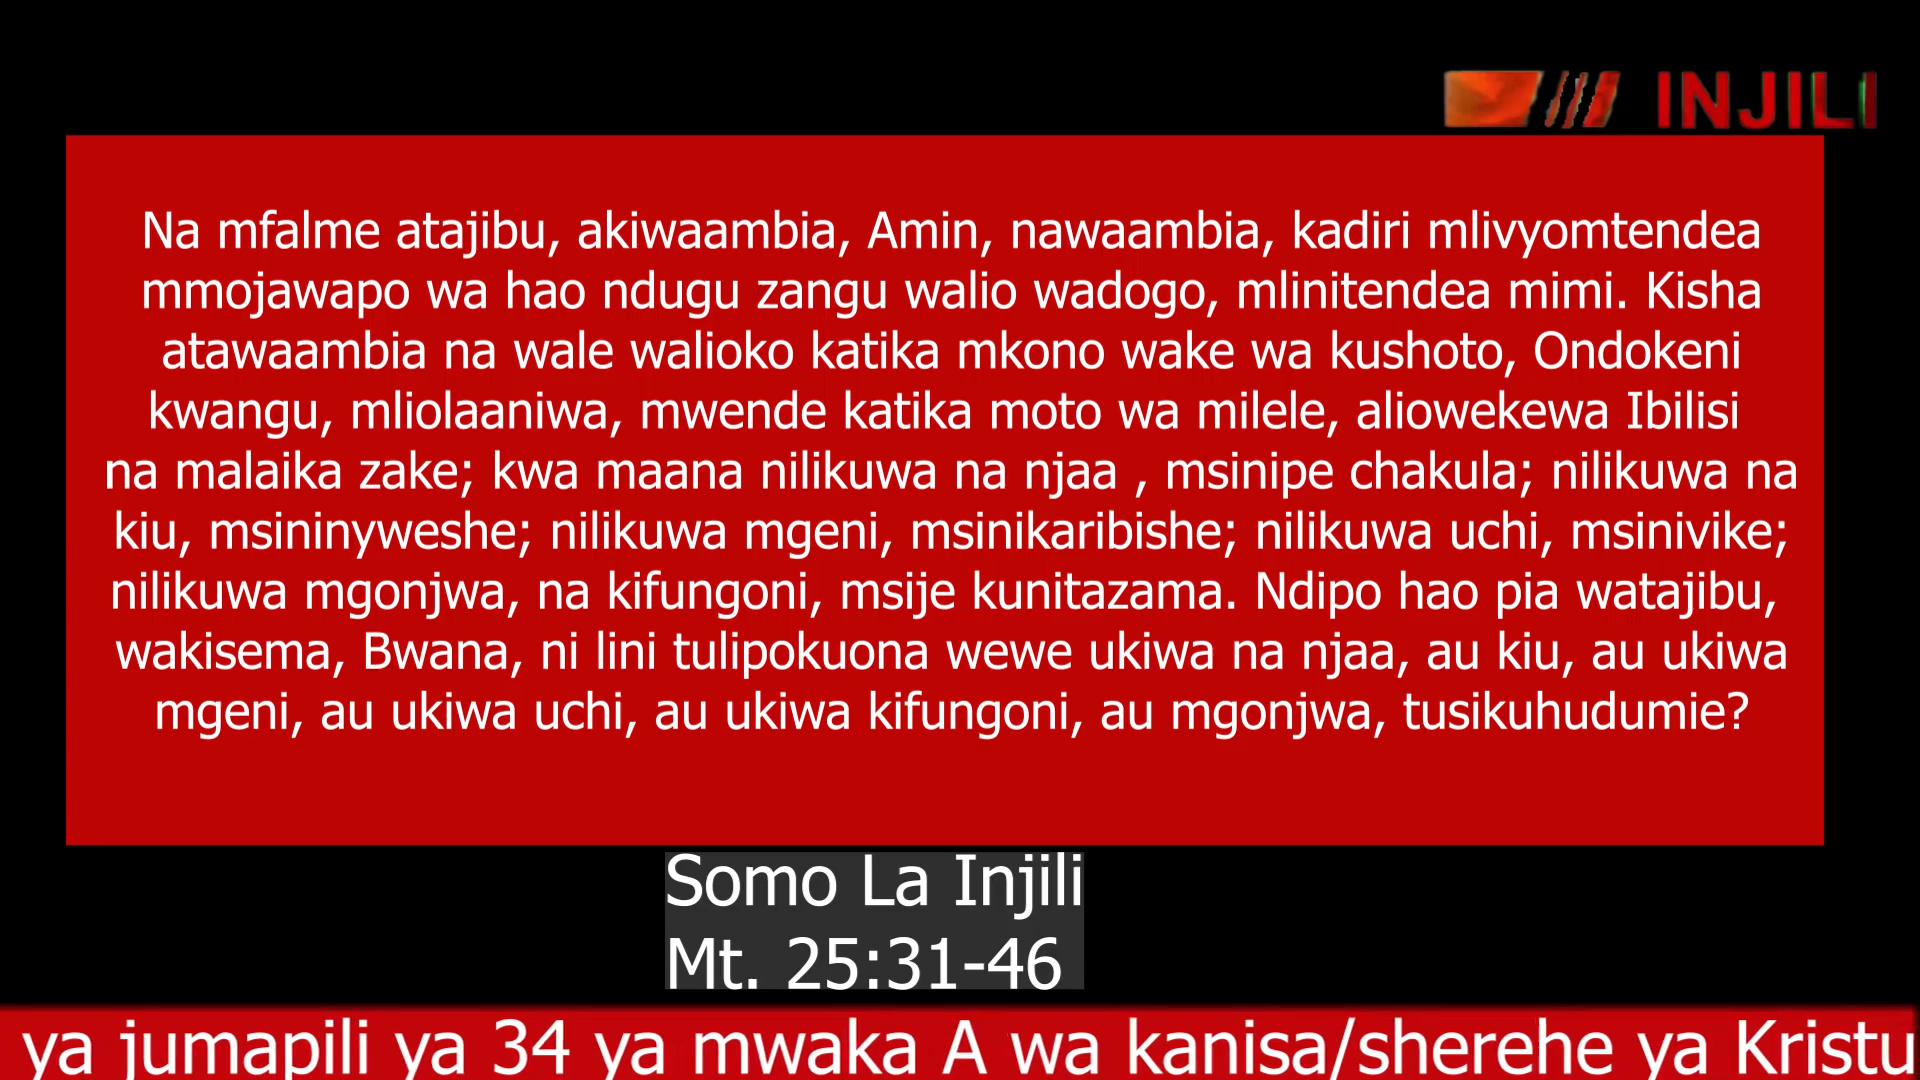 INJILI
Na mfalme atajibu, akiwaambia, Amin, nawaambia, kadiri mlivyomtendea
mmojawapo wa hao ndugu zangu walio wadogo, mlinitendea mimi. Kisha
atawaambia na wale walioko katika mkono wake wa kushoto, Ondokeni
kwangu, mliolaaniwa, mwende katika moto wa milele, aliowekewa Ibilisi
na malaika zake; kwa maana nilikuwa na njaa , msinipe chakula; nilikuwa na
kiu, msininyweshe; nilikuwa mgeni, msinikaribishe; nilikuwa uchi, msinivike;
nilikuwa mgonjwa, na kifungoni, msije kunitazama. Ndipo hao pia watajibu,
wakisema, Bwana, ni lini tulipokuona wewe ukiwa na njaa, au kiu, au ukiwa
mgeni, au ukiwa uchi, au ukiwa kifungoni, au mgonjwa, tusikuhudumie?
Somo La Injili
Mt. 25:31-46
ya jumapili ya 34 ya mwaka A wa kanisa/sherehe ya Kristu